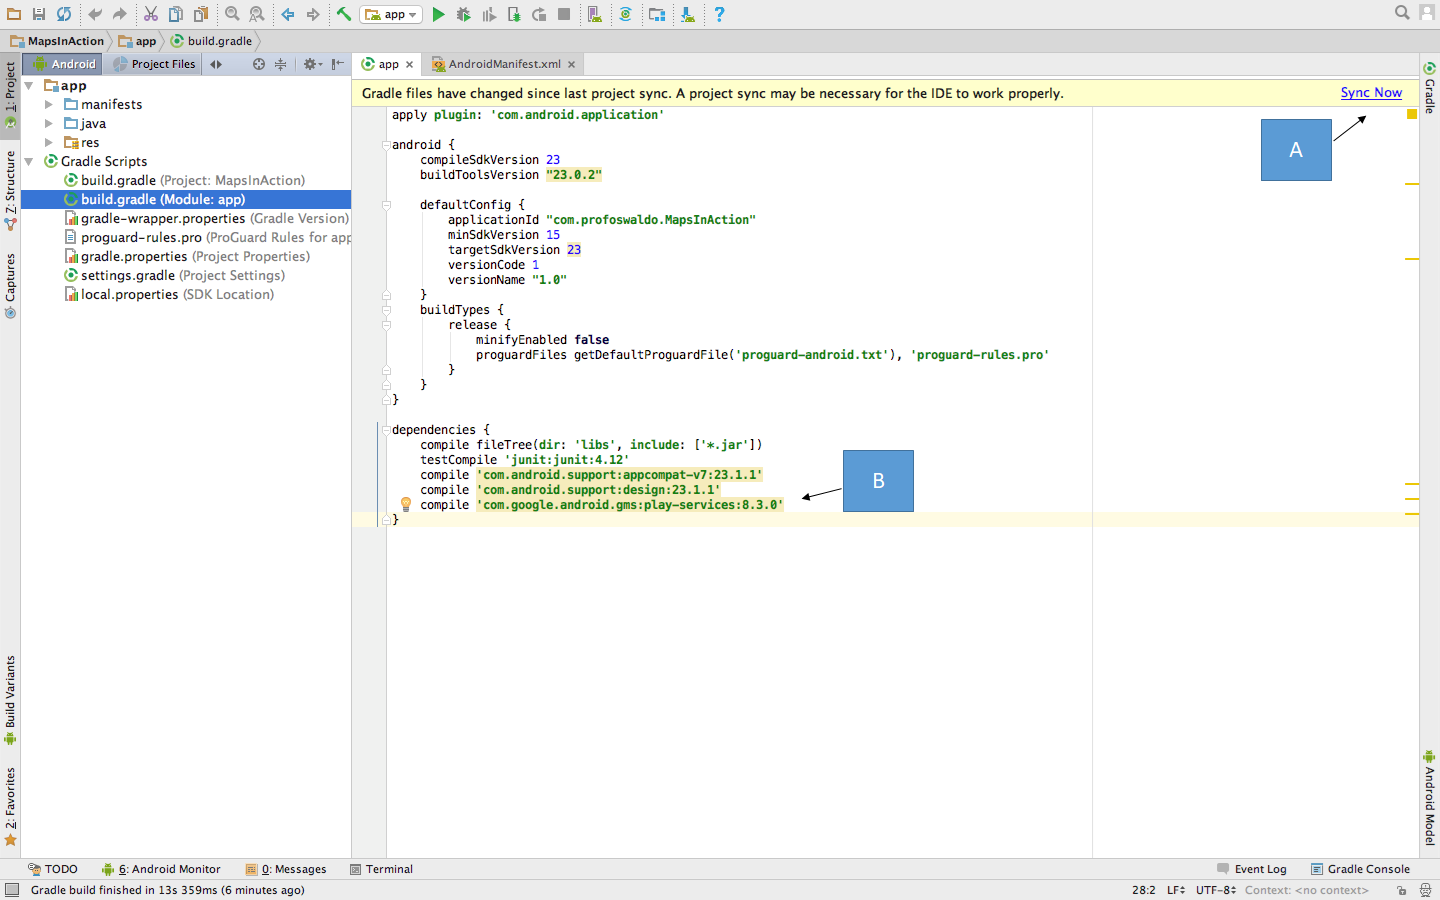 app
MapsInAction
app
build.gradle
Android
Project Files
app
AndroidManifest.xml
Gradle files have changed since last project sync. A project sync may be necessary for the IDE to work properly.
Sync Now
1: Project
Z: Structure
Captures
Build Variants
2: Favorites
app
manifests
java
res
Gradle Scripts
build.gradle (Project: MapsInAction)
build.gradle (Module: app)
gradle-wrapper.properties (Gradle Version)
proguard-rules.pro (ProGuard Rules for app
gradle.properties (Project Properties)
settings.gradle (Project Settings)
local.properties (SDK Location)
apply plugin: 'com.android.application'
android {
compileSdkVersion 23
buildToolsVersion "23.0.2"
defaultConfig {
applicationId "com.profoswaldo.MapsInAction"
minSdkVersion 15
targetSdkVersion 23
versionCode 1
versionName "1.0"
}
buildTypes {
release {
minifyEnabled false
proguardFiles getDefaultProguardFile('proguard-android.txt'), 'proguard-rules.pro'
}
}
}
dependencies {
compile fileTree(dir: 'libs', include: ['*.jar'])
testCompile 'junit:junit:4.12'
compile 'com.android.support:appcompat-v7:23.1.1'
compile 'com.android.support:design:23.1.1'
compile 'com.google.android.gms:play-services:8.3.0'
}
A
B
Gradle
Android Model
TODO
6: Android Monitor
0: Messages
Terminal
Event Log
Gradle Console
Gradle build finished in 13s 359ms (6 minutes ago)
28:2
LF
UTF-8
Context: <no context>